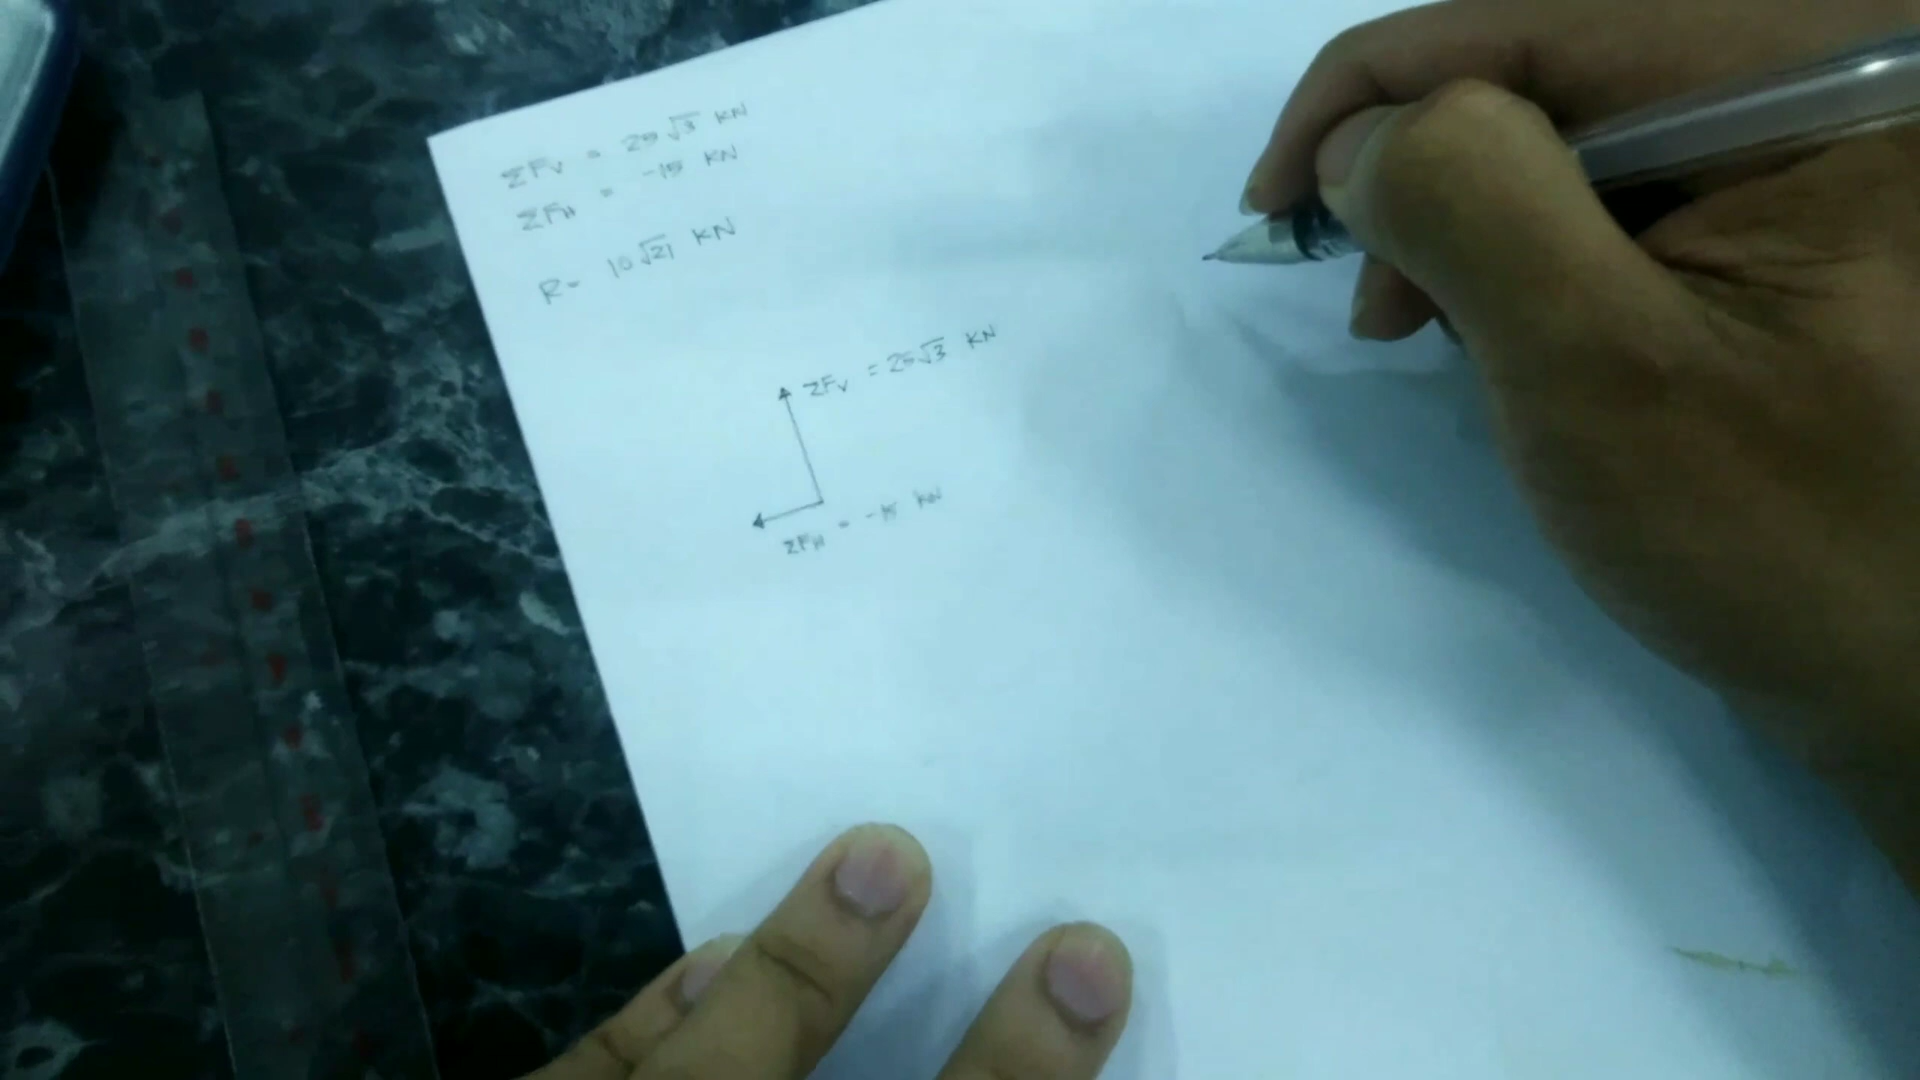 ΣFv = 25√3 KN
ΣFH = -15 KN
R = 10√21 KN
ΣFv = 25√3 KN
ΣFH = -15 KN